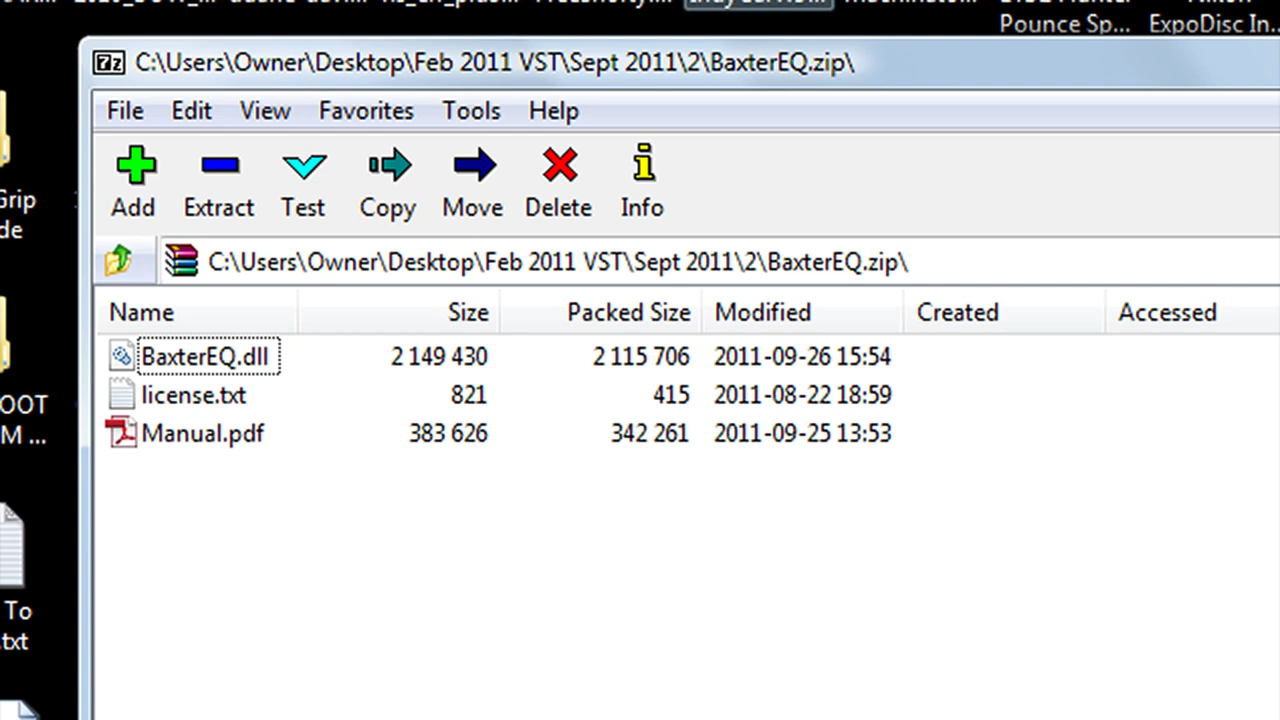 Pounce Sp... ExpoDisc In...
7z C:\Users\Owner\Desktop\Feb 2011 VST\Sept 2011\2\BaxterEQ.zip\
File Edit View Favorites Tools Help
Add Extract Test Copy Move Delete Info
C:\Users\Owner\Desktop\Feb 2011 VST\Sept 2011\2\BaxterEQ.zip\
Name Size Packed Size Modified Created Accessed
BaxterEQ.dll 2 149 430 2 115 706 2011-09-26 15:54
license.txt 821 415 2011-08-22 18:59
Manual.pdf 383 626 342 261 2011-09-25 13:53
Grip
de
OOT
M ...
To
.txt